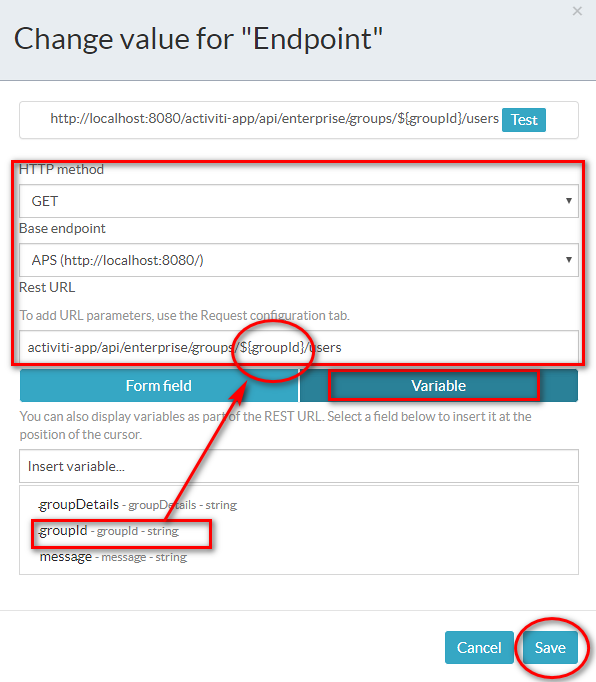 ×
Change value for "Endpoint"
http://localhost:8080/activiti-app/api/enterprise/groups/${groupId}/users Test
HTTP method
GET
Base endpoint
APS (http://localhost:8080/)
Rest URL
To add URL parameters, use the Request configuration tab.
activiti-app/api/enterprise/groups/${groupId}/users
Form field Variable
You can also display variables as part of the REST URL. Select a field below to insert it at the
position of the cursor.
Insert variable...
groupDetails - groupDetails - string
groupId - groupId - string
message - message - string
Cancel Save